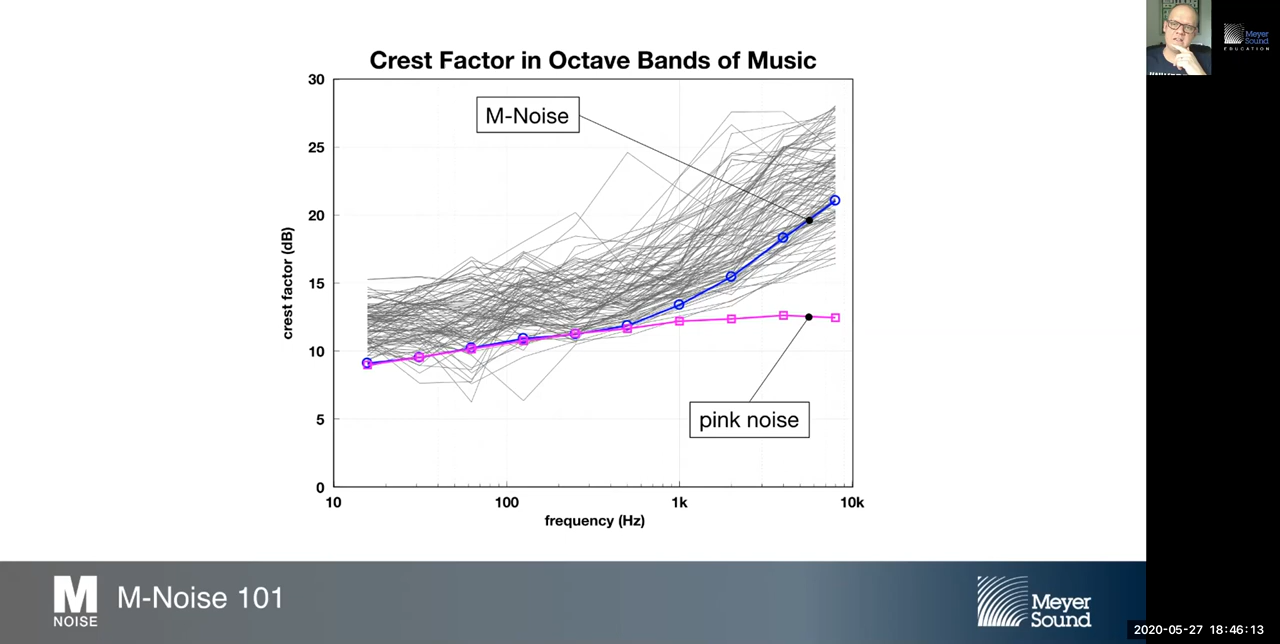 Crest Factor in Octave Bands of Music
30
25
20
15
10
5
0
crest factor (dB)
M-Noise
pink noise
10
100
1k
10k
frequency (Hz)
M
NOISE
M-Noise 101
Meyer
Sound
Meyer
Sound
EDUCATION
2020-05-27 18:46:13